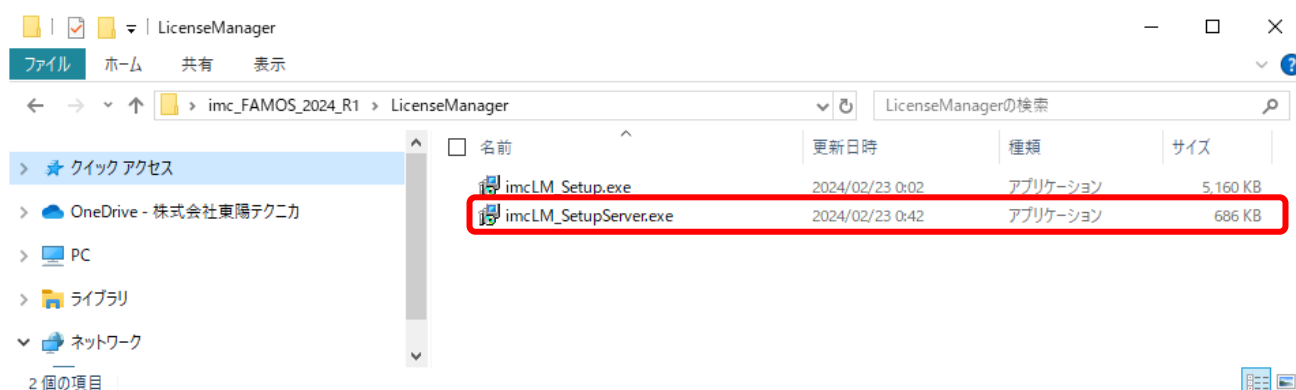 LicenseManager
ファイル ホーム 共有 表示
imc_FAMOS_2024_R1 > LicenseManager LicenseManagerの検索
名前 更新日時 種類 サイズ
クイック アクセス
imcLM_Setup.exe 2024/02/23 0:02 アプリケーション 5,160 KB
OneDrive - 株式会社東陽テクニカ
imcLM_SetupServer.exe 2024/02/23 0:42 アプリケーション 686 KB
PC
ライブラリ
ネットワーク
2 個の項目